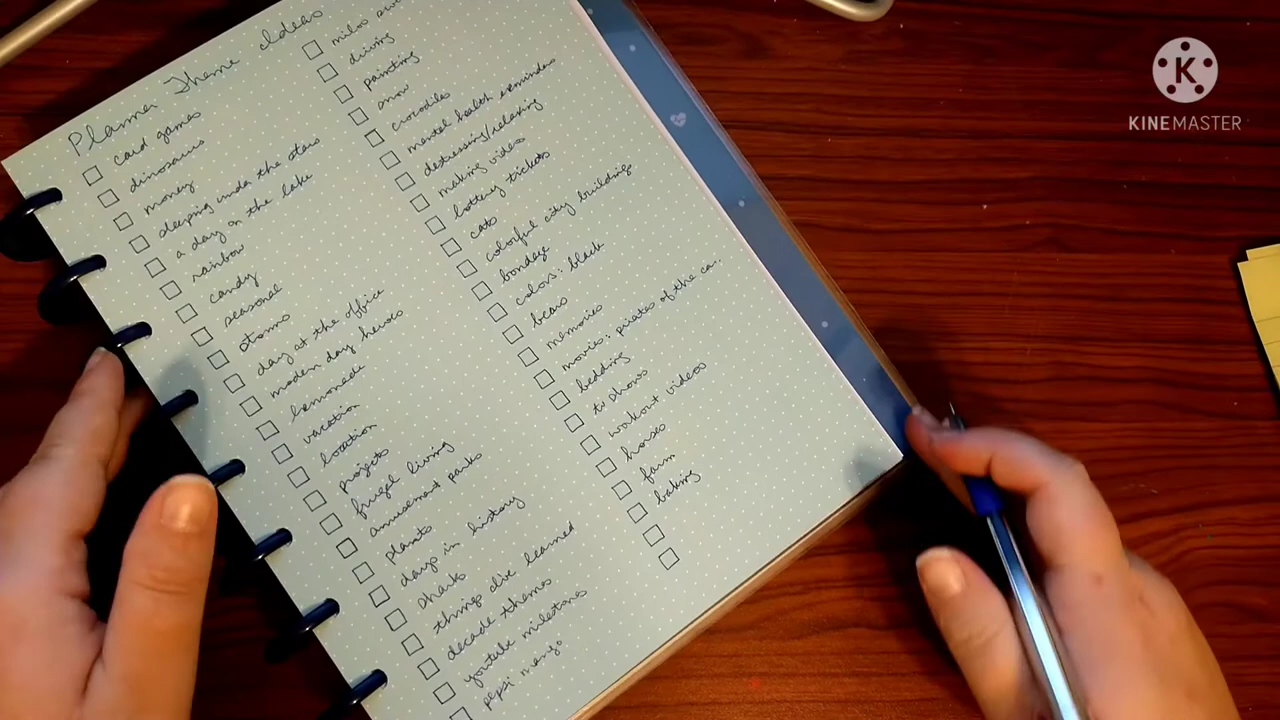 Planner Theme Ideas
card games
dinosaurs
money
sleeping under the stars
a day on the lake
rainbow
candy
seasonal
storms
day at the office
modern day heroes
lemonade
vacation
location
projects
frugal living
amusement parks
plants
days in history
sharks
things I've learned
decade themes
youtube milestones
pepsi mango
milos
driving
painting
snow
crocodiles
mental health reminders
destressing/relaxing
making video
lottery tickets
cats
colorful city buildings
bondage
colors: black
bears
memories
movies: pirates of the ca..
bedding
tv shows
workout videos
horses
farm
baking
KINEMASTER